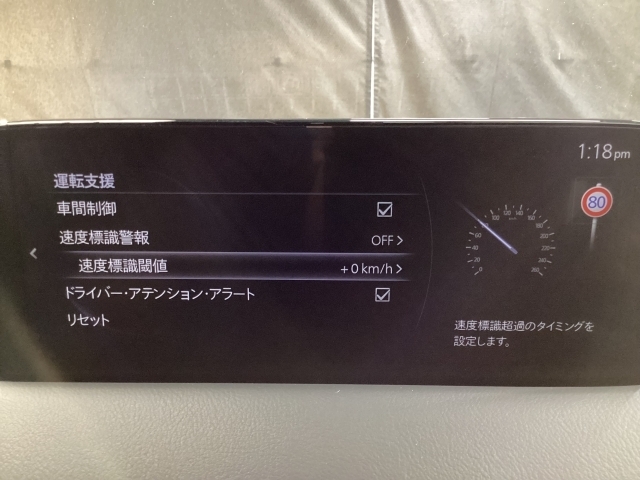 1:18pm
運転支援
車間制御
速度標識警報 OFF
速度標識閾値 +0 km/h
ドライバー・アテンション・アラート
リセット
80
速度標識超過のタイミングを
設定します。